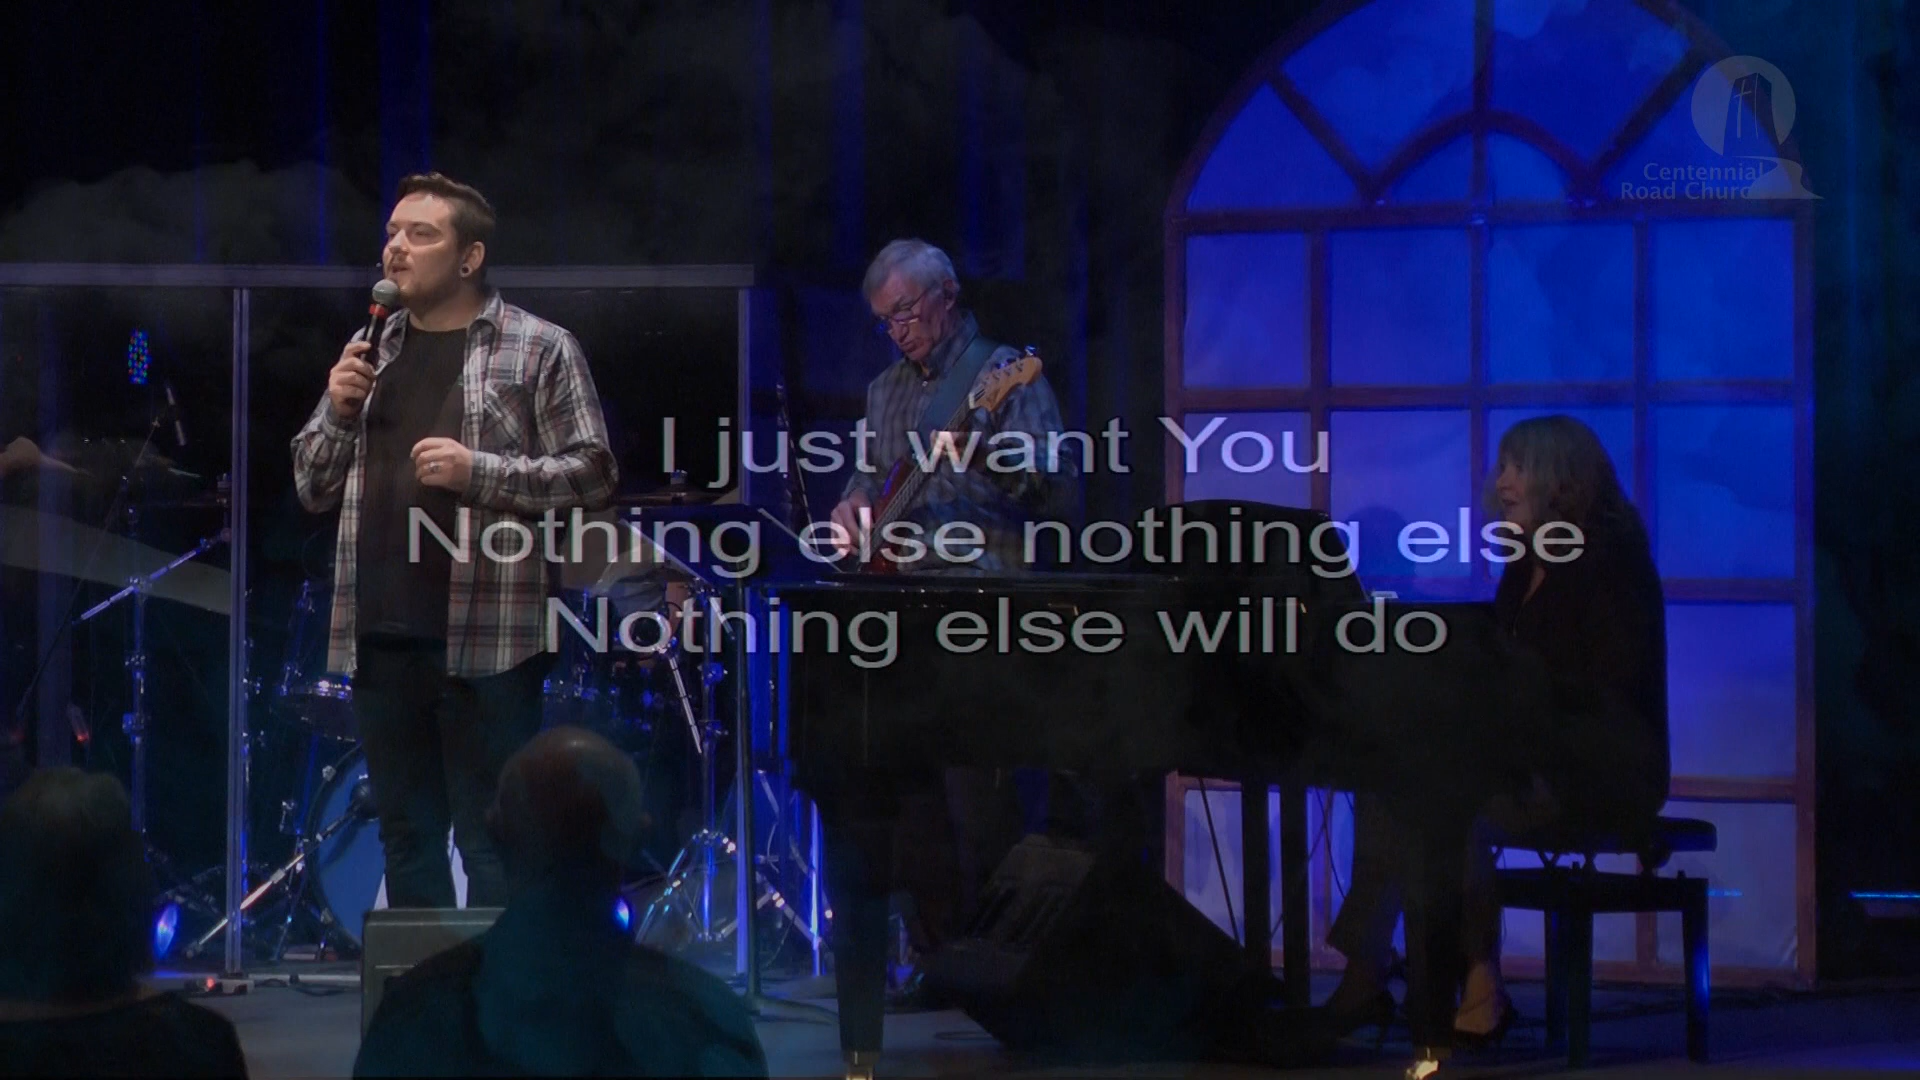 Centennial
Road Church
I just want You
Nothing else nothing else
Nothing else will do